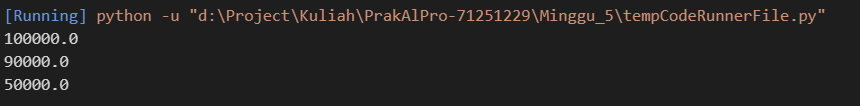 [Running] python -u "d:\Project\Kuliah\PrakAlPro-71251229\Minggu_5\tempCodeRunnerFile.py"
100000.0
90000.0
50000.0